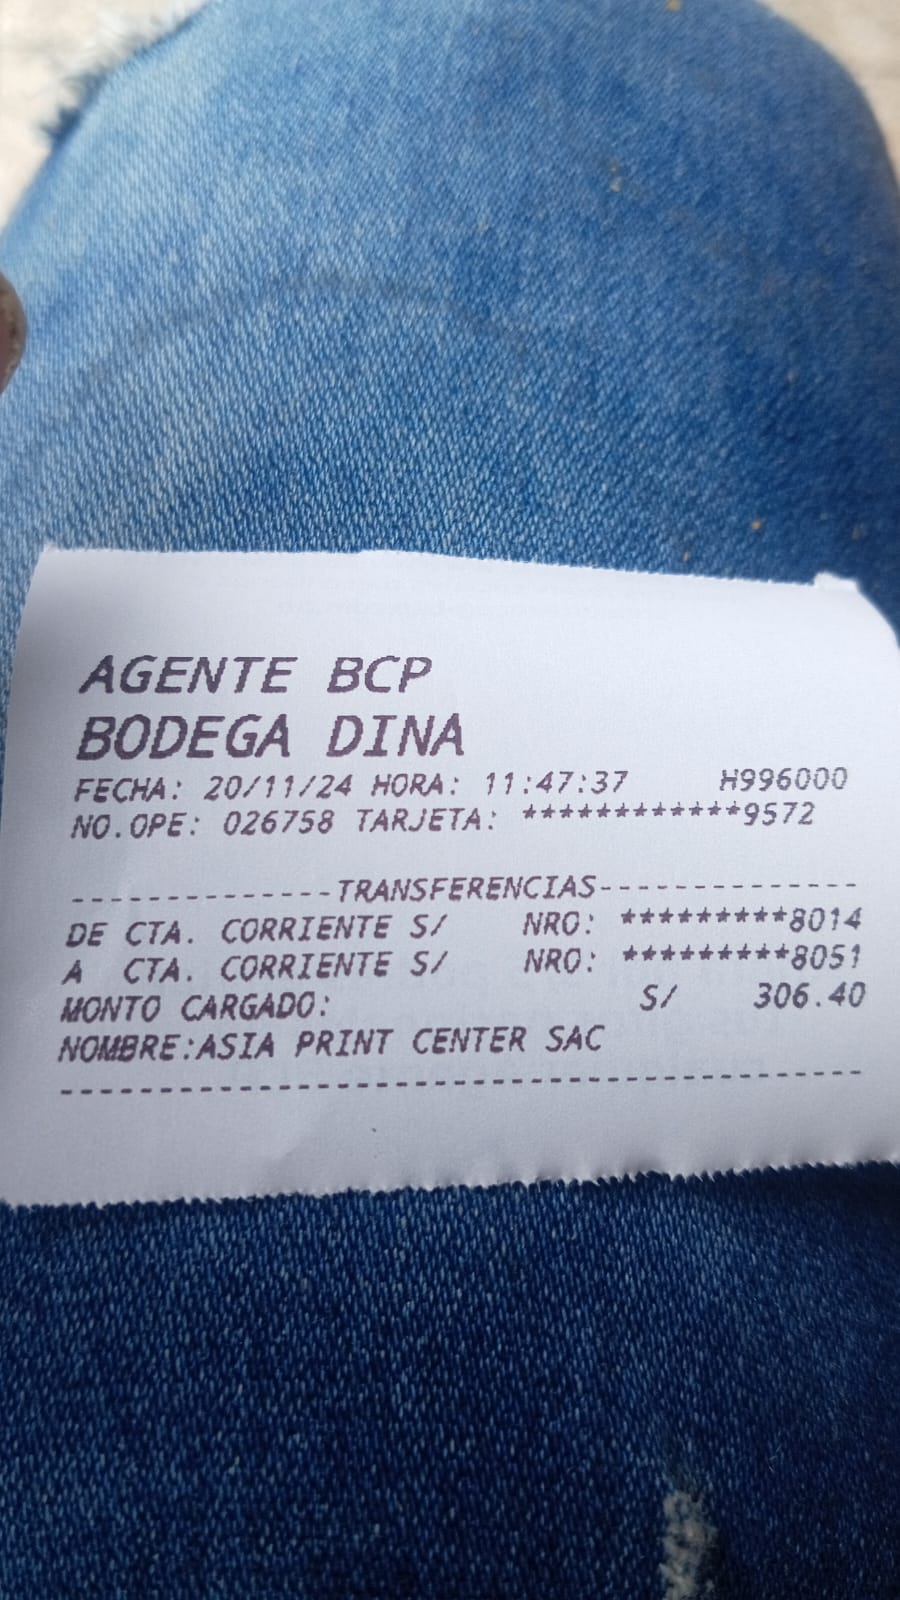 AGENTE BCP
BODEGA DINA
FECHA: 20/11/24 HORA: 11:47:37 H996000
NO.OPE: 026758 TARJETA: ************9572
--------------TRANSFERENCIAS--------------
DE CTA. CORRIENTE S/ NRO: *********8014
A CTA. CORRIENTE S/ NRO: *********8051
MONTO CARGADO: S/ 306.40
NOMBRE:ASIA PRINT CENTER SAC
------------------------------------------